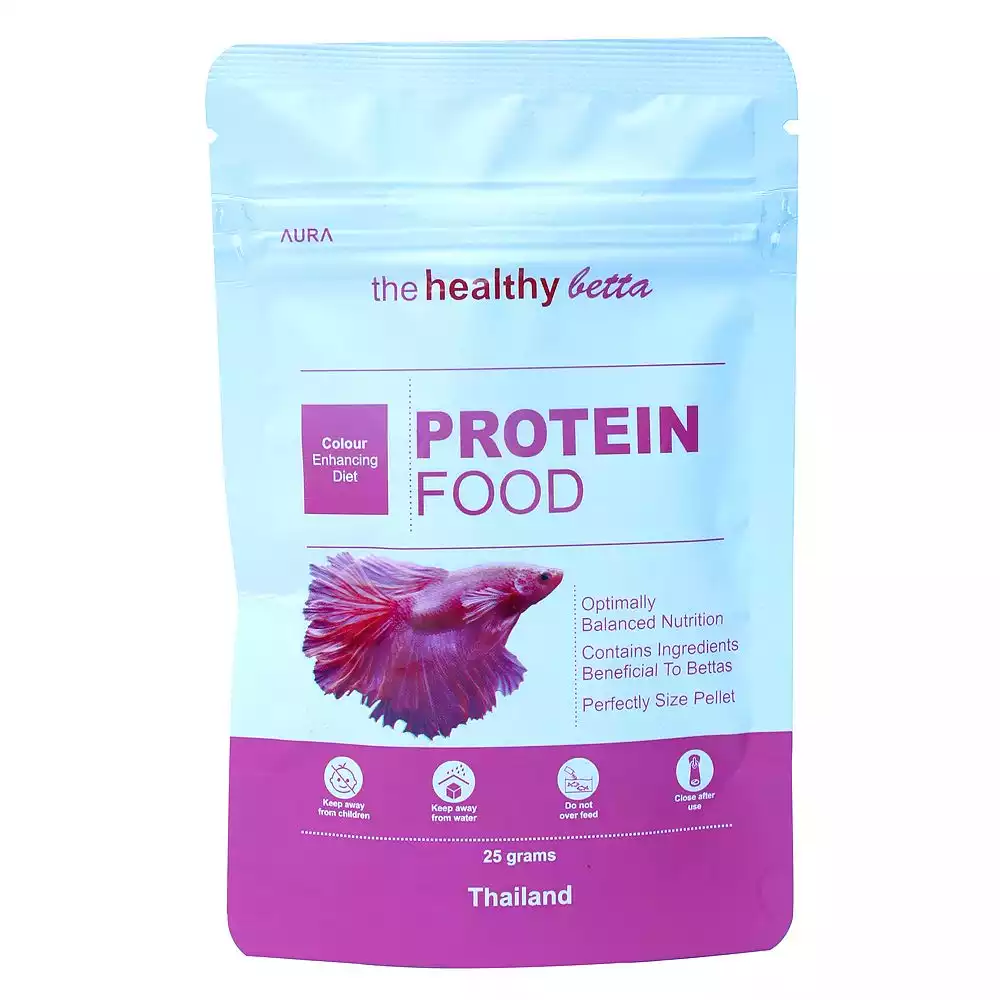 AURA
the healthy betta
Colour
Enhancing
Diet
PROTEIN
FOOD
Optimally
Balanced Nutrition
Contains Ingredients
Beneficial To Bettas
Perfectly Size Pellet
Keep away
from children
Keep away
from water
Do not
over feed
Close after
use
25 grams
Thailand